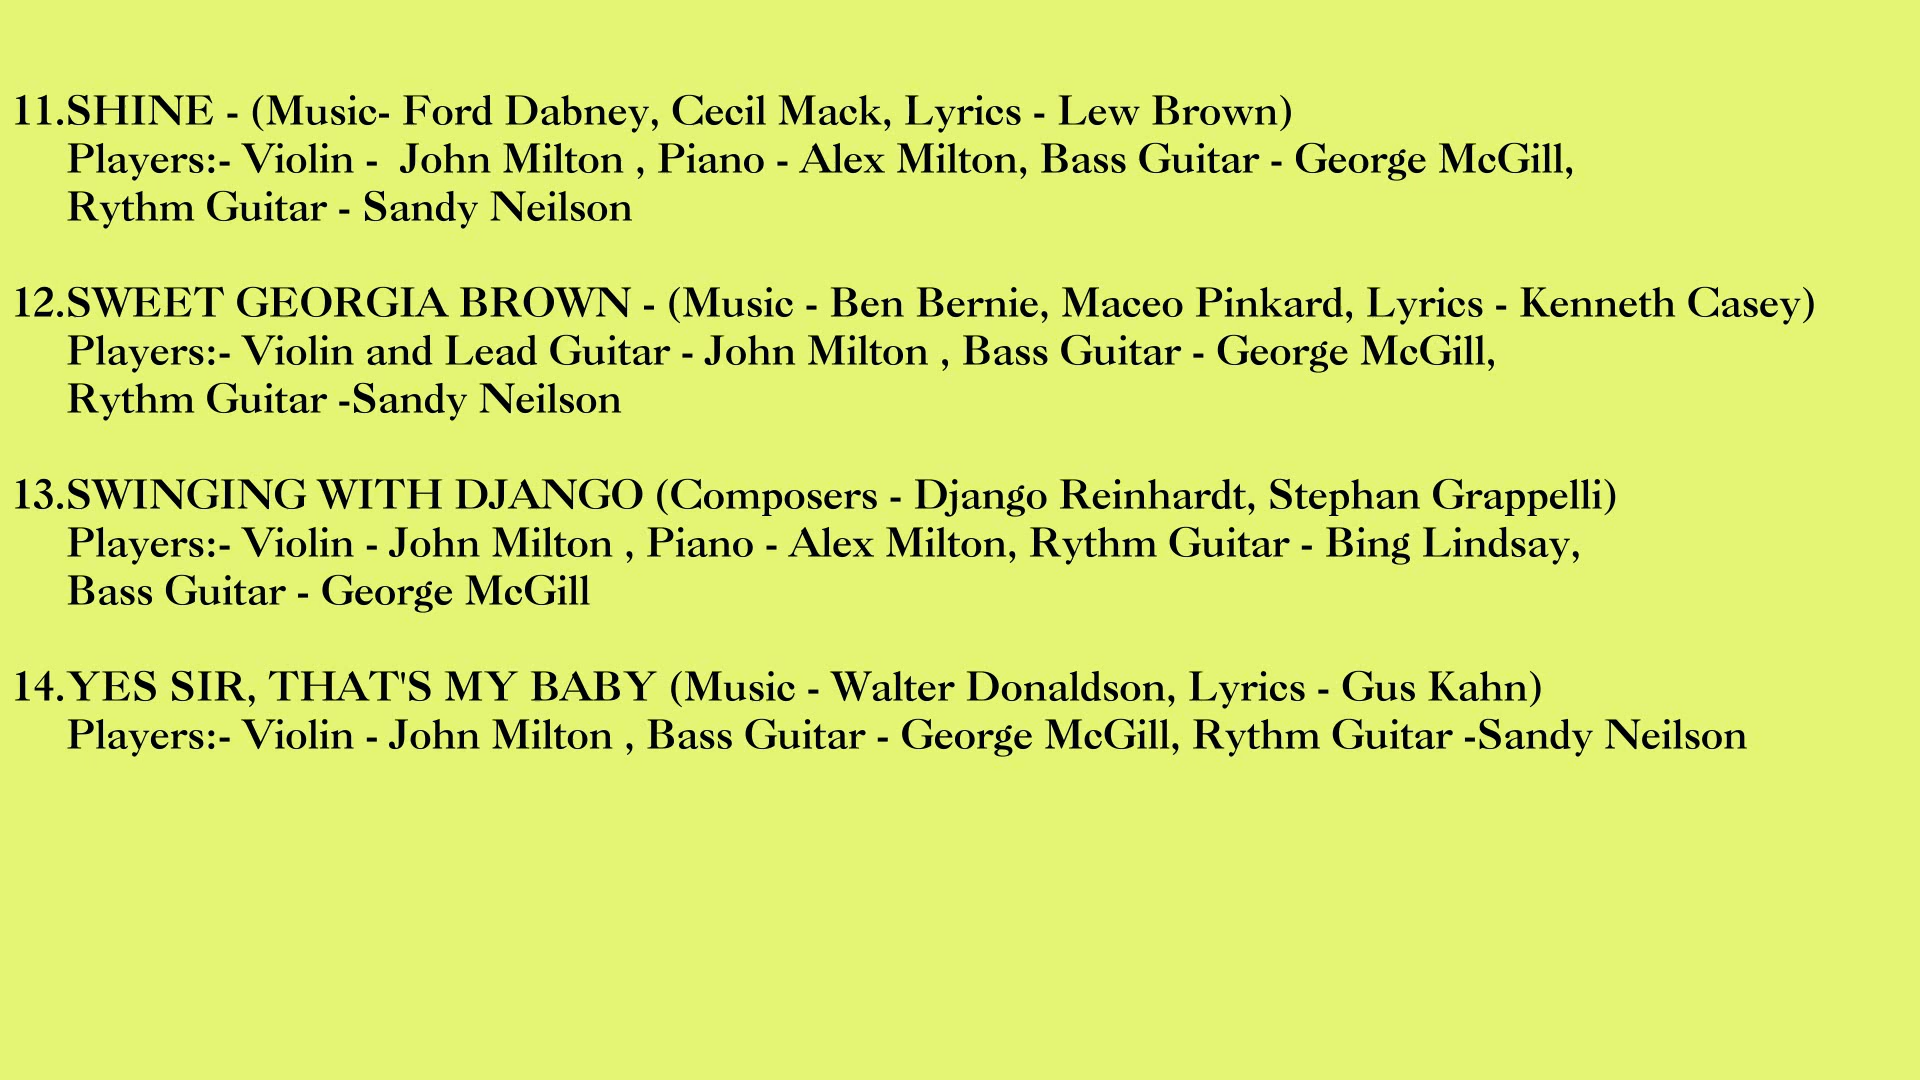 11.SHINE - (Music- Ford Dabney, Cecil Mack, Lyrics - Lew Brown)
Players:- Violin -  John Milton , Piano - Alex Milton, Bass Guitar - George McGill,
Rythm Guitar - Sandy Neilson
12.SWEET GEORGIA BROWN - (Music - Ben Bernie, Maceo Pinkard, Lyrics - Kenneth Casey)
Players:- Violin and Lead Guitar - John Milton , Bass Guitar - George McGill,
Rythm Guitar -Sandy Neilson
13.SWINGING WITH DJANGO (Composers - Django Reinhardt, Stephan Grappelli)
Players:- Violin - John Milton , Piano - Alex Milton, Rythm Guitar - Bing Lindsay,
Bass Guitar - George McGill
14.YES SIR, THAT'S MY BABY (Music - Walter Donaldson, Lyrics - Gus Kahn)
Players:- Violin - John Milton , Bass Guitar - George McGill, Rythm Guitar -Sandy Neilson